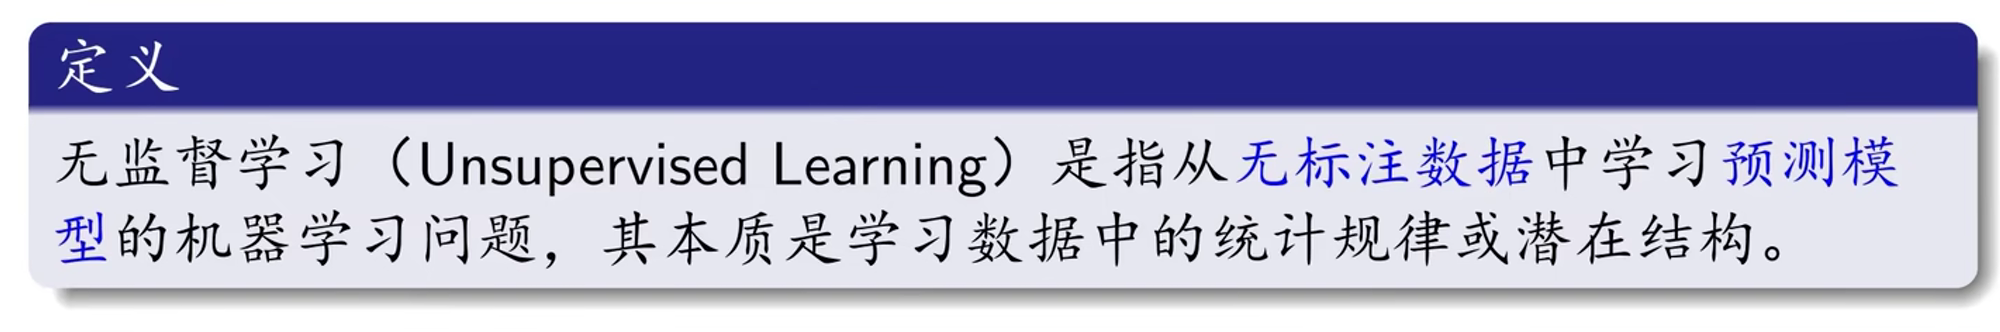 定义
无监督学习（Unsupervised Learning）是指从无标注数据中学习预测模
型的机器学习问题，其本质是学习数据中的统计规律或潜在结构。